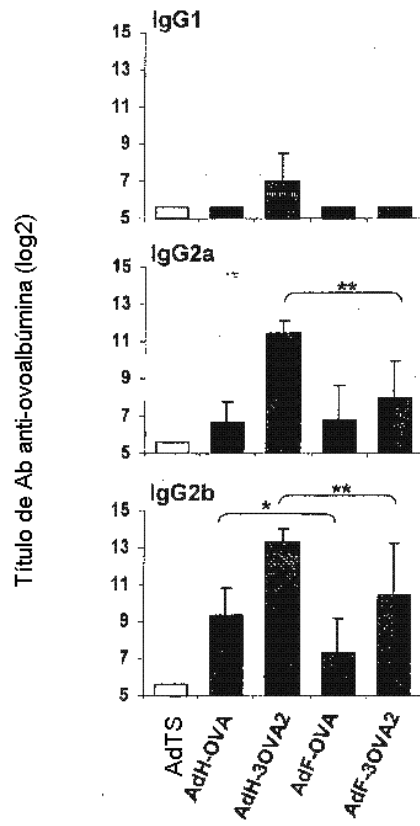 IgG1
15
13
11
9
7
5
IgG2a
15
11
9
7
5
**
IgG2b
15
13
11
9
7
5
*
**
Título de Ab anti-ovoalbúmina (log2)
AdTS
AdH-OVA
AdH-3OVA2
AdF-OVA
AdF-3OVA2